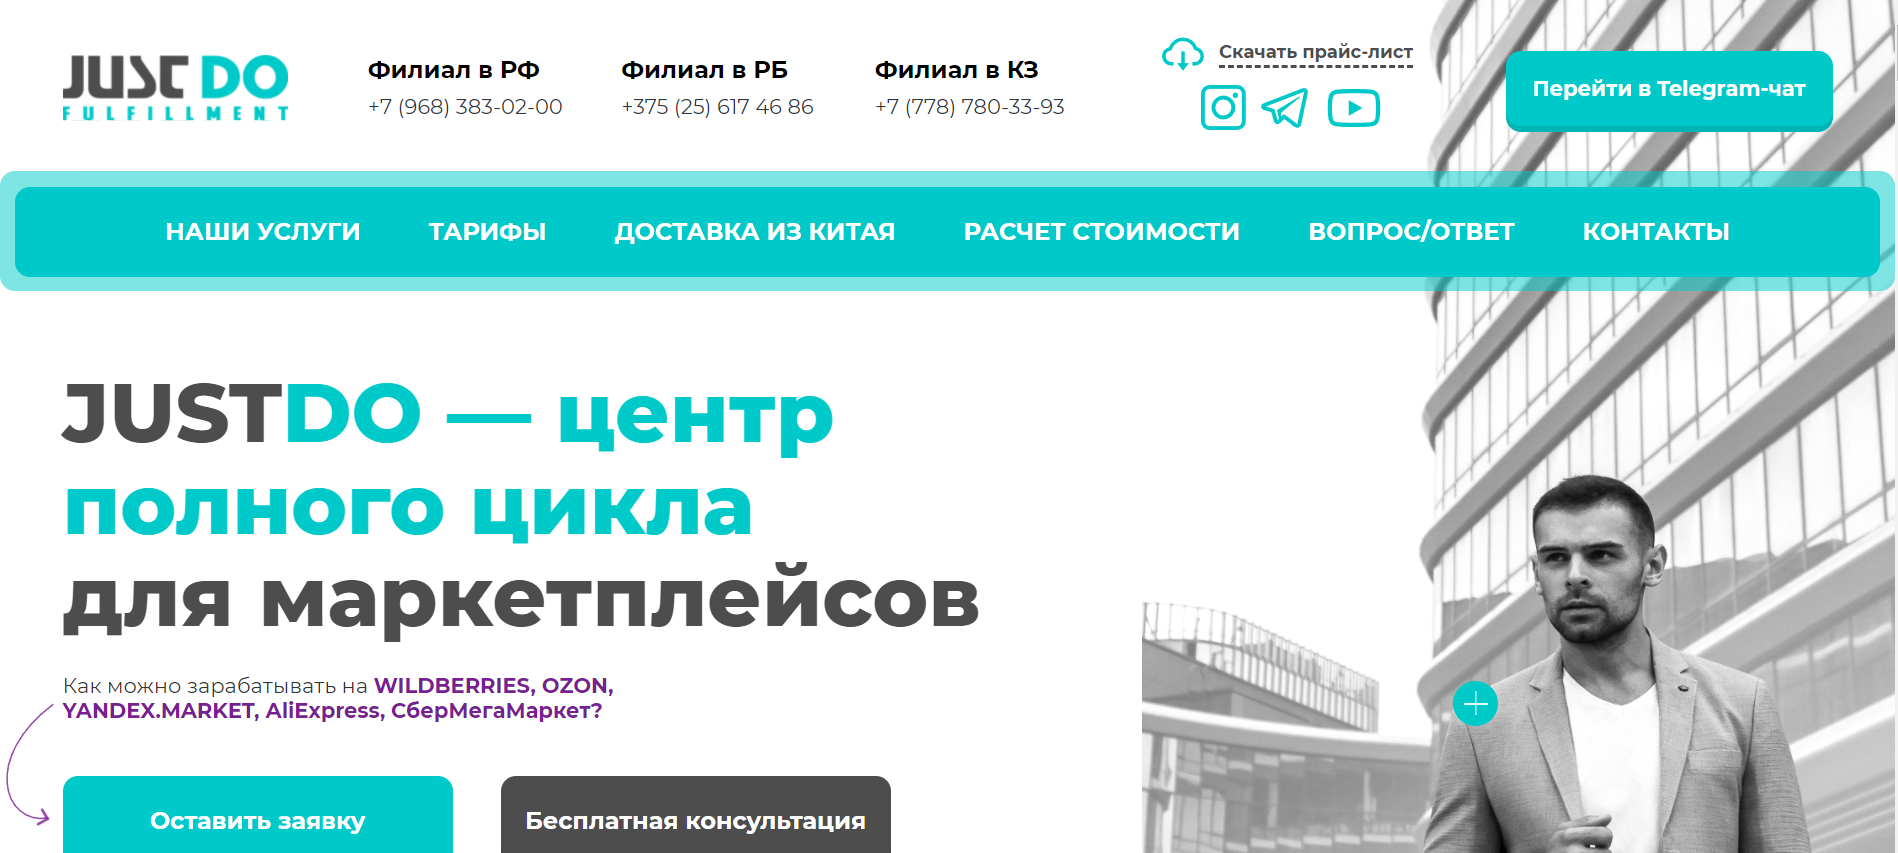 JUST DO
FULFILLMENT
Филиал в РФ
+7 (968) 383-02-00
Филиал в РБ
+375 (25) 617 46 86
Филиал в КЗ
+7 (778) 780-33-93
Скачать прайс-лист
Перейти в Telegram-чат
НАШИ УСЛУГИ ТАРИФЫ ДОСТАВКА ИЗ КИТАЯ РАСЧЕТ СТОИМОСТИ ВОПРОС/ОТВЕТ КОНТАКТЫ
JUSTDO — центр
полного цикла
для маркетплейсов
Как можно зарабатывать на WILDBERRIES, OZON,
YANDEX.MARKET, AliExpress, СберМегаМаркет?
Оставить заявку
Бесплатная консультация